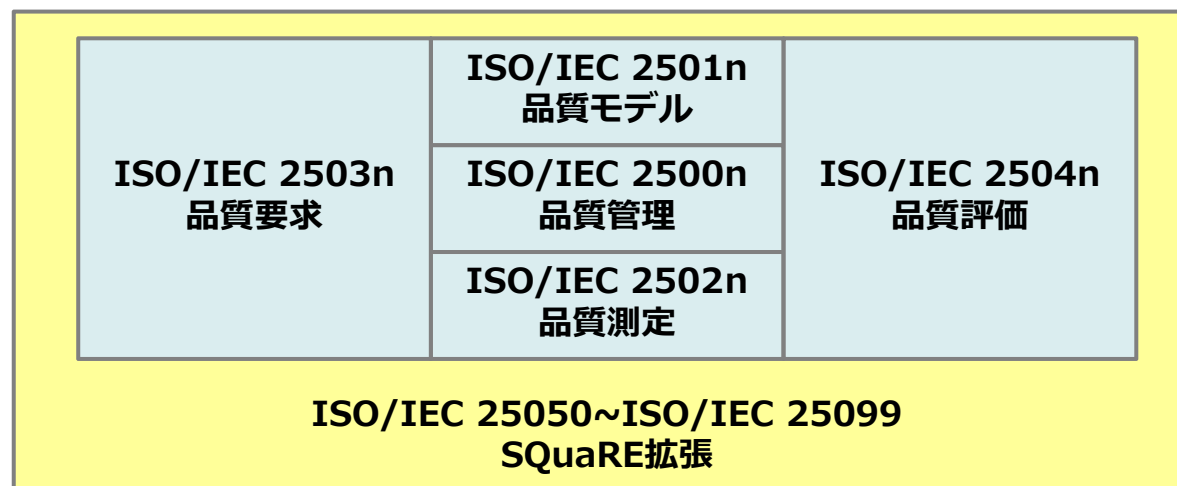 ISO/IEC 2503n
品質要求
ISO/IEC 2501n
品質モデル
ISO/IEC 2500n
品質管理
ISO/IEC 2502n
品質測定
ISO/IEC 2504n
品質評価
ISO/IEC 25050~ISO/IEC 25099
SQuaRE拡張